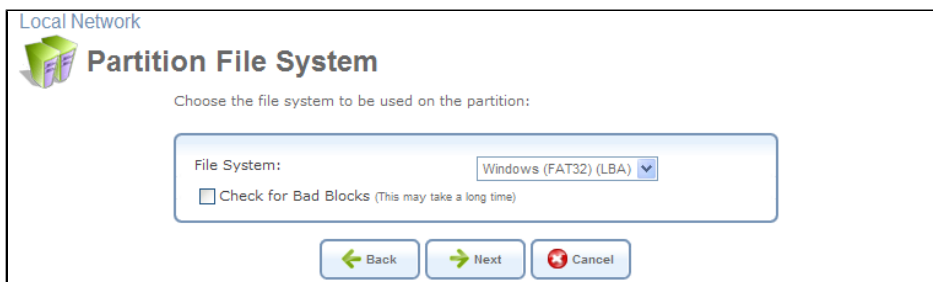 Local Network
Partition File System
Choose the file system to be used on the partition:
File System: Windows (FAT32) (LBA)
Check for Bad Blocks (This may take a long time)
Back Next Cancel